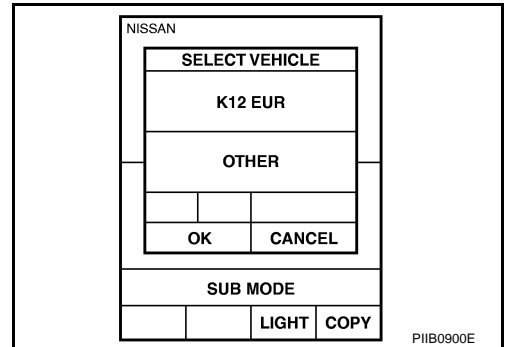 NISSAN
SELECT VEHICLE
K12 EUR
OTHER
OK CANCEL
SUB MODE
LIGHT COPY
PIIB0900E